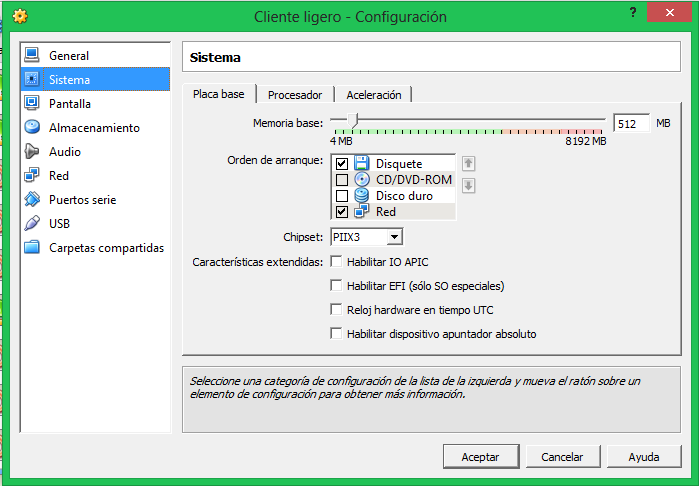 Cliente ligero - Configuración
?
General
Sistema
Pantalla
Almacenamiento
Audio
Red
Puertos serie
USB
Carpetas compartidas
Sistema
Placa base
Procesador
Aceleración
Memoria base:
512
MB
4 MB
8192 MB
Orden de arranque:
Disquete
CD/DVD-ROM
Disco duro
Red
Chipset:
PIIX3
Características extendidas:
Habilitar IO APIC
Habilitar EFI (sólo SO especiales)
Reloj hardware en tiempo UTC
Habilitar dispositivo apuntador absoluto
Seleccione una categoría de configuración de la lista de la izquierda y mueva el ratón sobre un
elemento de configuración para obtener más información.
Aceptar
Cancelar
Ayuda